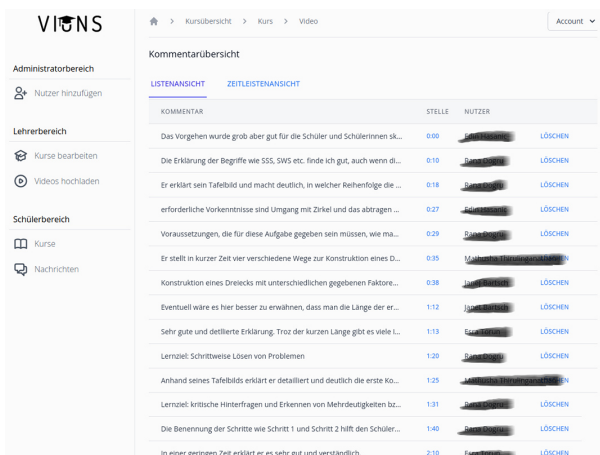 Kursübersicht > Kurs > Video
Account
Kommentarübersicht
Administratorbereich
Nutzer hinzufügen
Lehrerbereich
Kurse bearbeiten
Videos hochladen
Schülerbereich
Kurse
Nachrichten
LISTENANSICHT ZEITLEISTENANSICHT
KOMMENTAR STELLE NUTZER
Das Vorgehen wurde grob aber gut für die Schüler und Schülerinnen sk... 0:00 LÖSCHEN
Die Erklärung der Begriffe wie SSS, SWS etc. finde ich gut, auch wenn di... 0:10 LÖSCHEN
Er erklärt sein Tafelbild und macht deutlich, in welcher Reihenfolge die ... 0:18 LÖSCHEN
erforderliche Vorkenntnisse sind Umgang mit Zirkel und das abtragen ... 0:27 LÖSCHEN
Voraussetzungen, die für diese Aufgabe gegeben sein müssen, wie ma... 0:29 LÖSCHEN
Er stellt in kurzer Zeit vier verschiedene Wege zur Konstruktion eines D... 0:35
Konstruktion eines Dreiecks mit unterschiedlichen gegebenen Faktore... 0:38 LÖSCHEN
Eventuell wäre es hier besser zu erwähnen, dass man die Länge der er... 1:12 LÖSCHEN
Sehr gute und detllierte Erklärung. Troz der kurzen Länge gibt es viele I... 1:13 LÖSCHEN
Lernziel: Schrittweise Lösen von Problemen 1:20 LÖSCHEN
Anhand seines Tafelbilds erklärt er detailliert und deutlich die erste Ko... 1:25
Lernziel: kritische Hinterfragen und Erkennen von Mehrdeutigkeiten bz... 1:31 LÖSCHEN
Die Benennung der Schritte wie Schritt 1 und Schritt 2 hilft den Schüler... 1:40 LÖSCHEN
In einer geringen Zeit erklärt er es sehr gut und verständlich. 2:10 LÖSCHEN